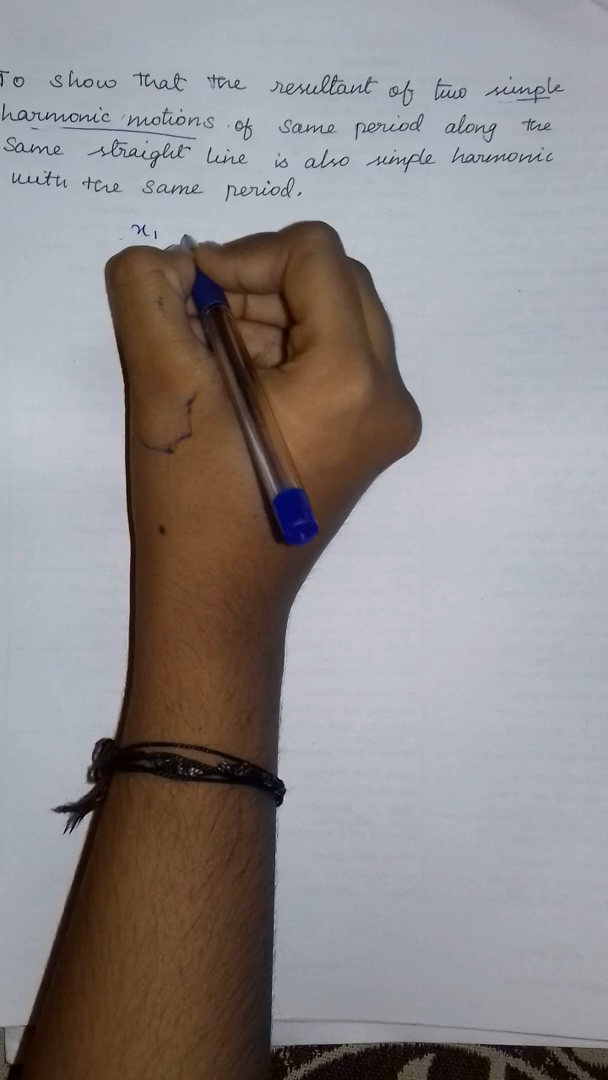 To show that the resultant of two simple
harmonic motions of same period along the
same straight line is also simple harmonic
with the same period.
x₁